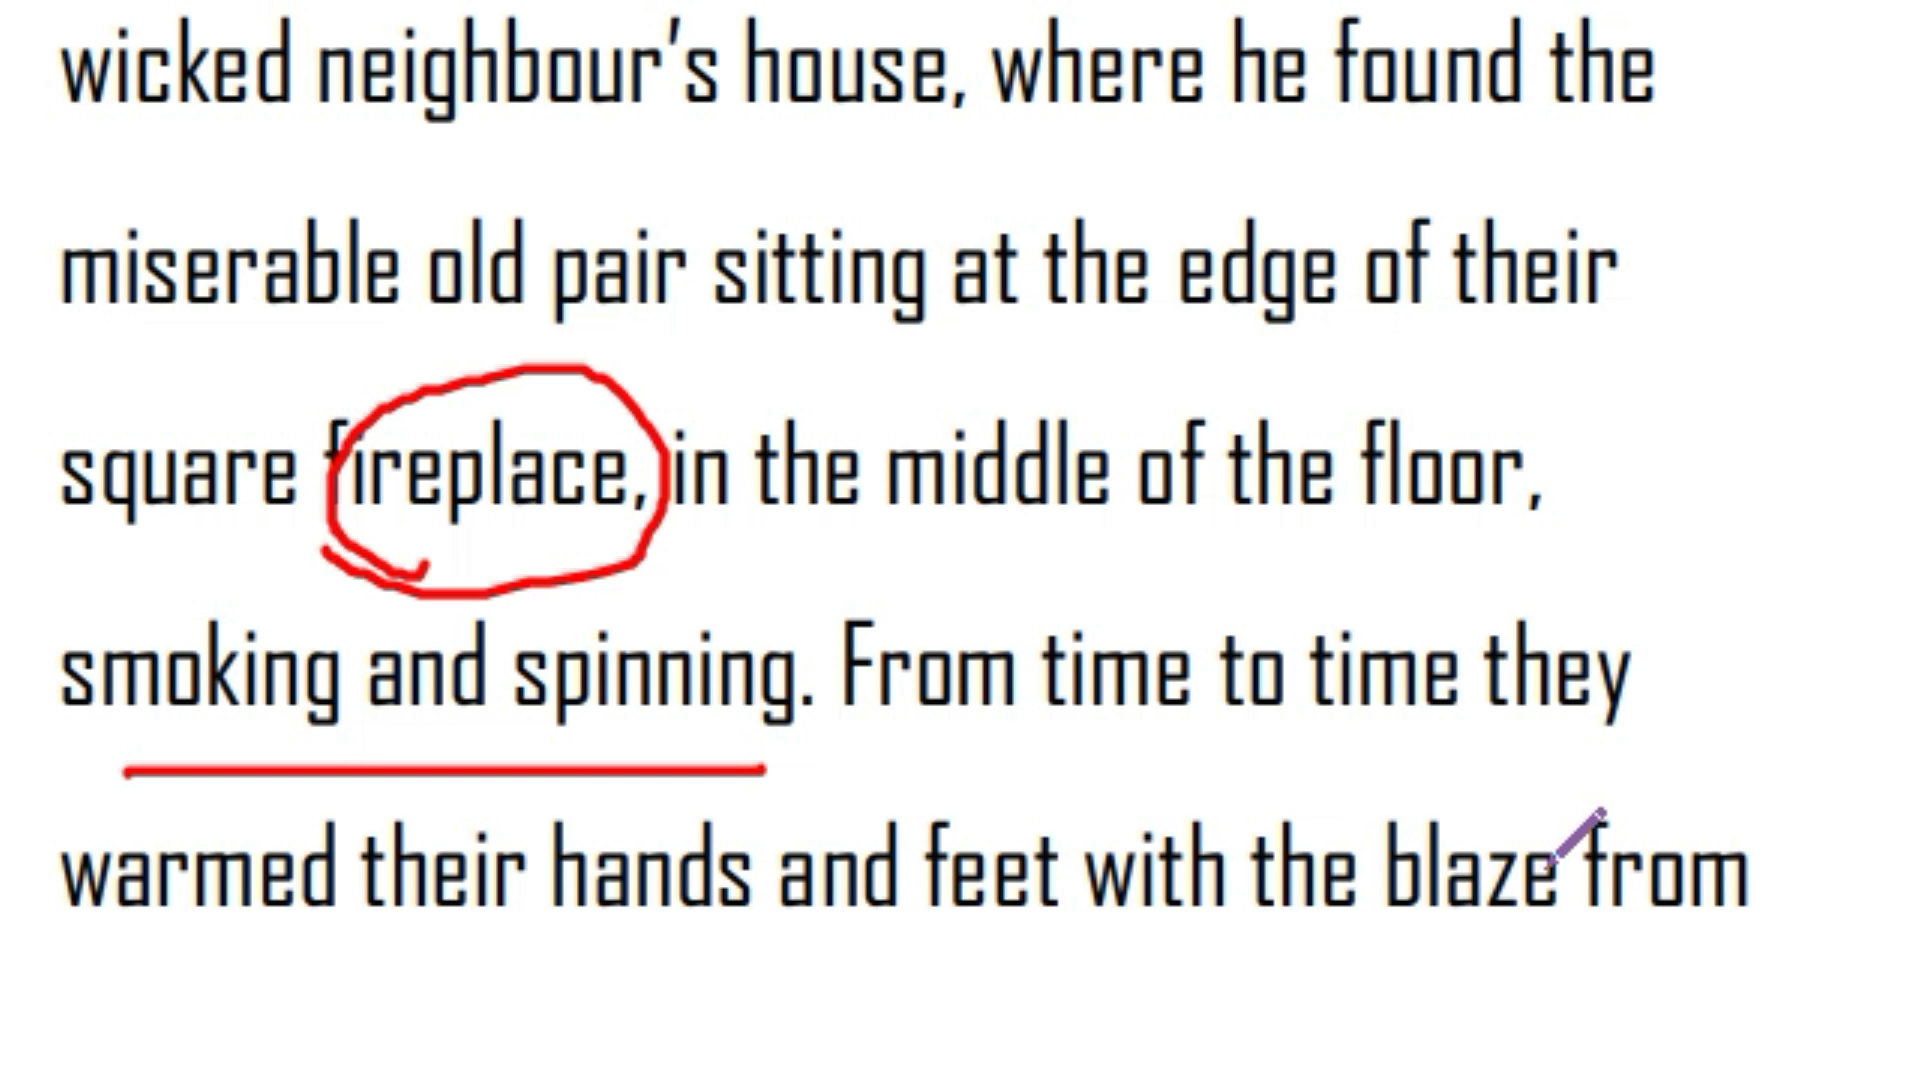 wicked neighbour's house, where he found the
miserable old pair sitting at the edge of their
square fireplace, in the middle of the floor,
smoking and spinning. From time to time they
warmed their hands and feet with the blaze from